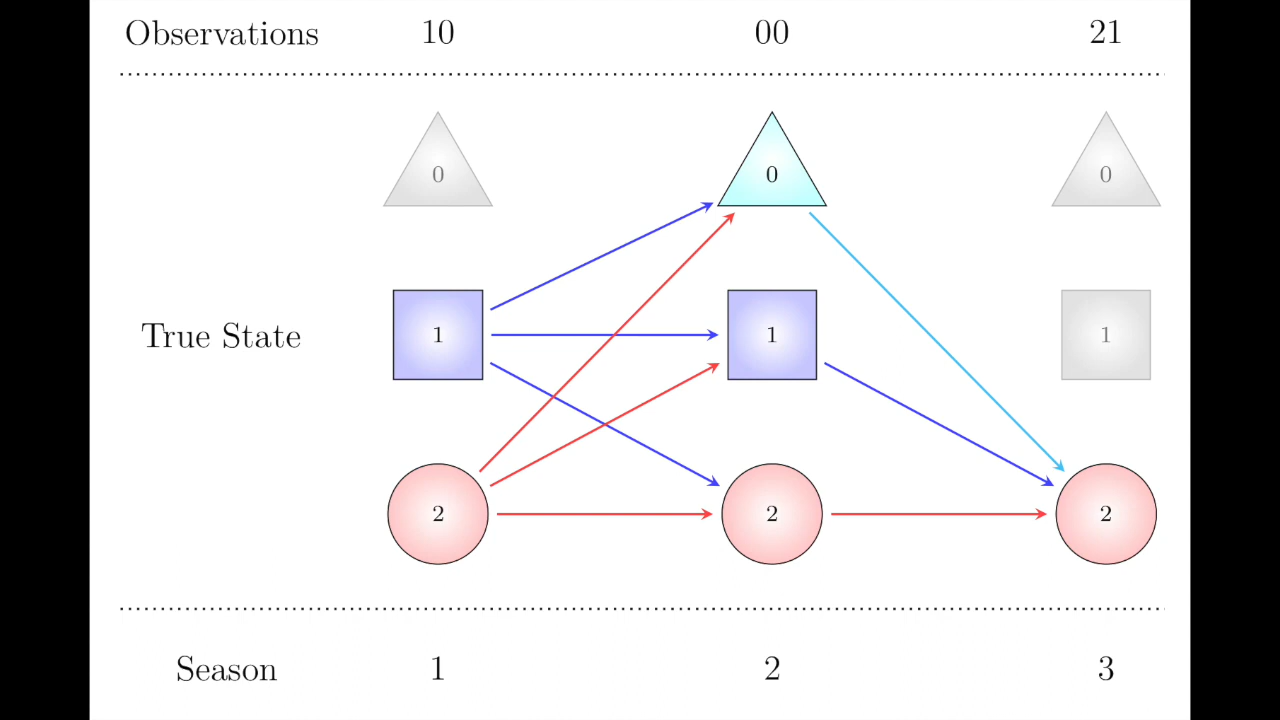 Observations 10 00 21
0 0 0
True State 1 1 1
2 2 2
Season 1 2 3